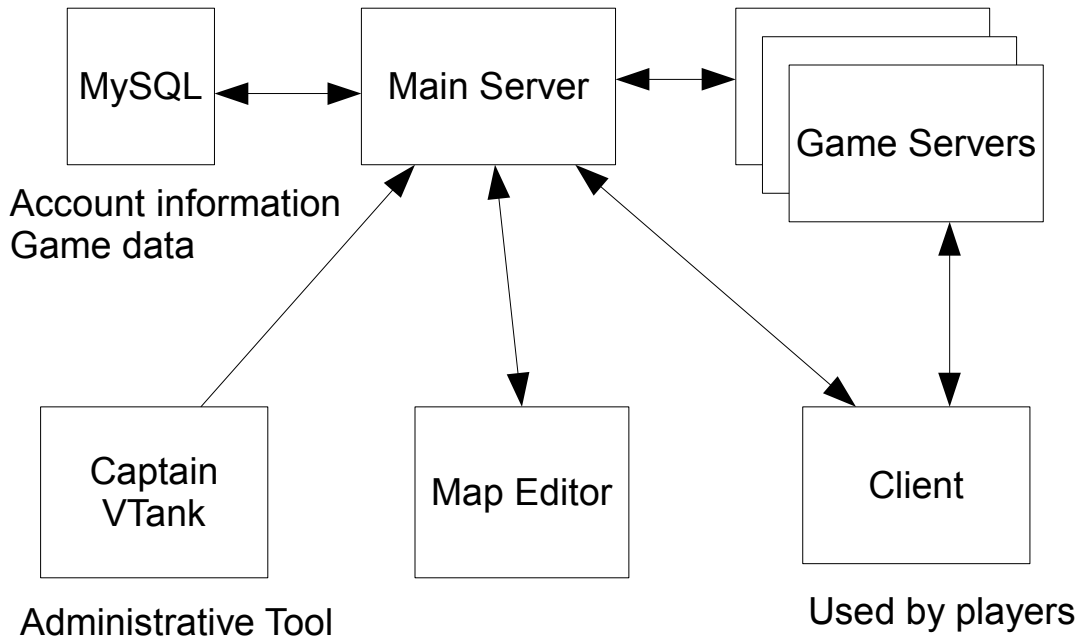 MySQL
Main Server
Game Servers
Account information
Game data
Captain
VTank
Map Editor
Client
Administrative Tool
Used by players